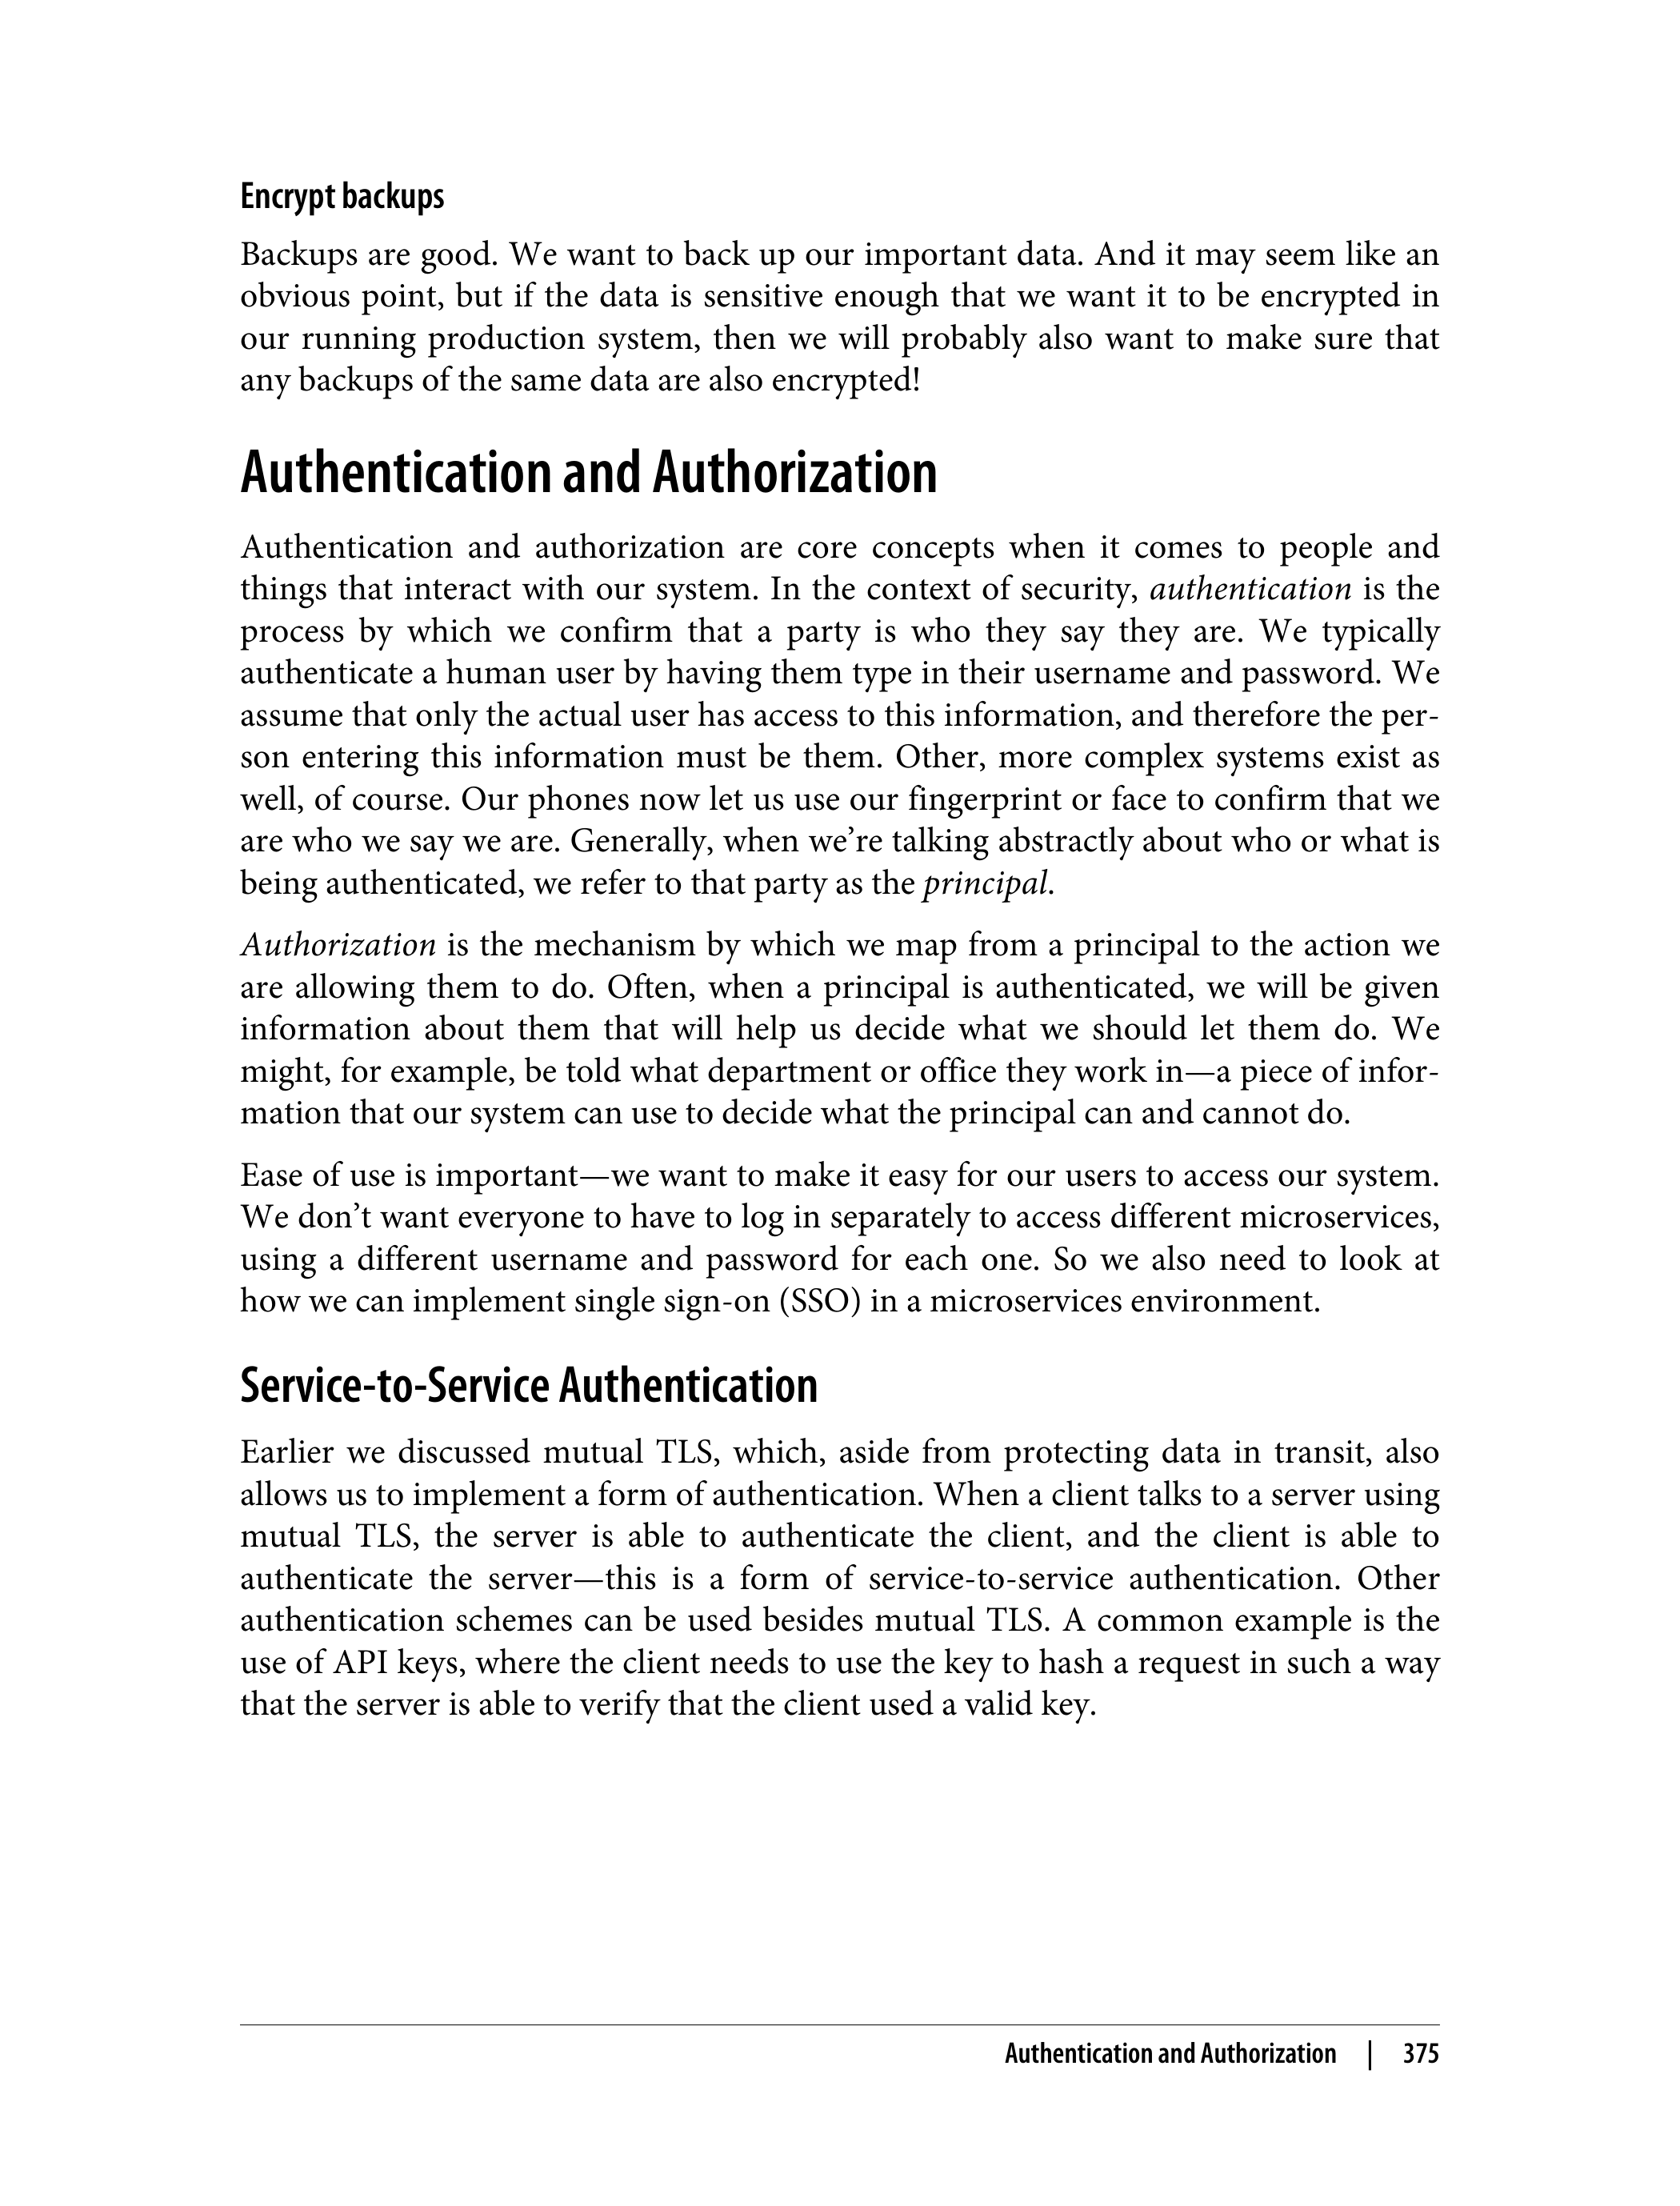 Encrypt backups
Backups are good. We want to back up our important data. And it may seem like an
obvious point, but if the data is sensitive enough that we want it to be encrypted in
our running production system, then we will probably also want to make sure that
any backups of the same data are also encrypted!
Authentication and Authorization
Authentication and authorization are core concepts when it comes to people and
things that interact with our system. In the context of security, authentication is the
process by which we confirm that a party is who they say they are. We typically
authenticate a human user by having them type in their username and password. We
assume that only the actual user has access to this information, and therefore the per-
son entering this information must be them. Other, more complex systems exist as
well, of course. Our phones now let us use our fingerprint or face to confirm that we
are who we say we are. Generally, when we’re talking abstractly about who or what is
being authenticated, we refer to that party as the principal.
Authorization is the mechanism by which we map from a principal to the action we
are allowing them to do. Often, when a principal is authenticated, we will be given
information about them that will help us decide what we should let them do. We
might, for example, be told what department or office they work in—a piece of infor-
mation that our system can use to decide what the principal can and cannot do.
Ease of use is important—we want to make it easy for our users to access our system.
We don’t want everyone to have to log in separately to access different microservices,
using a different username and password for each one. So we also need to look at
how we can implement single sign-on (SSO) in a microservices environment.
Service-to-Service Authentication
Earlier we discussed mutual TLS, which, aside from protecting data in transit, also
allows us to implement a form of authentication. When a client talks to a server using
mutual TLS, the server is able to authenticate the client, and the client is able to
authenticate the server—this is a form of service-to-service authentication. Other
authentication schemes can be used besides mutual TLS. A common example is the
use of API keys, where the client needs to use the key to hash a request in such a way
that the server is able to verify that the client used a valid key.
Authentication and Authorization | 375